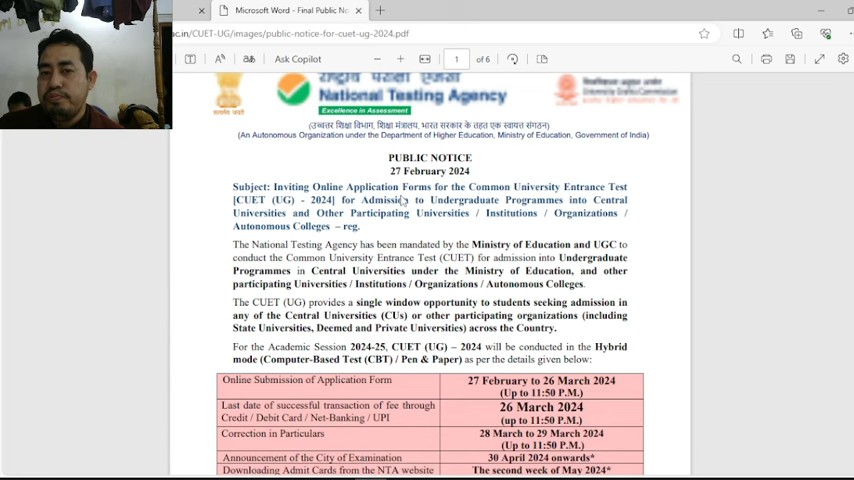 Microsoft Word - Final Public No
ac.in/CUET-UG/images/public-notice-for-cuet-ug-2024.pdf
Ask Copilot
1 of 6
राष्ट्रीय परीक्षा एजेंसी
National Testing Agency
Excellence in Assessment
(उच्चतर शिक्षा विभाग, शिक्षा मंत्रालय, भारत सरकार के तहत एक स्वायत्त संगठन)
(An Autonomous Organization under the Department of Higher Education, Ministry of Education, Government of India)
PUBLIC NOTICE
27 February 2024
Subject: Inviting Online Application Forms for the Common University Entrance Test
[CUET (UG) - 2024] for Admission to Undergraduate Programmes into Central
Universities and Other Participating Universities / Institutions / Organizations /
Autonomous Colleges – reg.
The National Testing Agency has been mandated by the Ministry of Education and UGC to
conduct the Common University Entrance Test (CUET) for admission into Undergraduate
Programmes in Central Universities under the Ministry of Education, and other
participating Universities / Institutions / Organizations / Autonomous Colleges.
The CUET (UG) provides a single window opportunity to students seeking admission in
any of the Central Universities (CUs) or other participating organizations (including
State Universities, Deemed and Private Universities) across the Country.
For the Academic Session 2024-25, CUET (UG) – 2024 will be conducted in the Hybrid
mode (Computer-Based Test (CBT) / Pen & Paper) as per the details given below:
Online Submission of Application Form 27 February to 26 March 2024
(Up to 11:50 P.M.)
Last date of successful transaction of fee through 26 March 2024
Credit / Debit Card / Net-Banking / UPI (up to 11:50 P.M.)
Correction in Particulars 28 March to 29 March 2024
(Up to 11:50 P.M.)
Announcement of the City of Examination 30 April 2024 onwards*
Downloading Admit Cards from the NTA website The second week of May 2024*